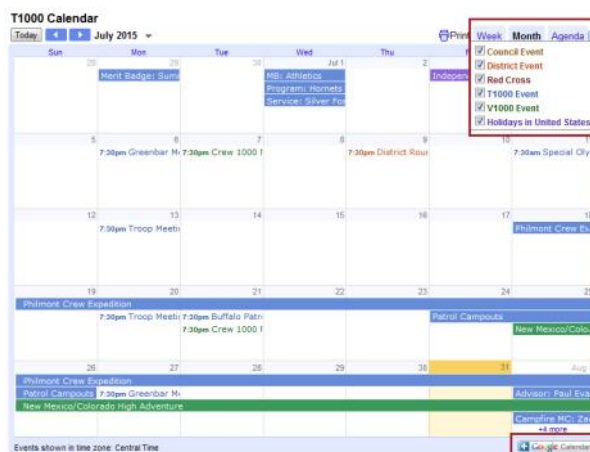 T1000 Calendar
Today July 2015 Print Week Month Agenda
Sun Mon Tue Wed Thu
Council Event
District Event
Red Cross
T1000 Event
V1000 Event
Holidays in United States
28 29 30 Jul 1 2
Merit Badge: Sum MB: Athletics Indepen
Program: Hornets
Service: Silver Fox
5 6 7 8 9 10
7:30pm Greenbar M 7:30pm Crew 1000 7:30pm District Roun 7:30am Special Oly
12 13 14 15 16 17
7:30pm Troop Meeti Philmont Crew Ex
19 20 21 22 23 24 25
Philmont Crew Expedition
7:30pm Troop Meeti 7:30pm Buffalo Patr Patrol Campouts
7:30pm Crew 1000 New Mexico/Colo
26 27 28 29 30 31 Aug
Philmont Crew Expedition
Patrol Campouts 7:30pm Greenbar M Advisor: Paul Eva
New Mexico/Colorado High Adventure
Campfire MC: Za
+4 more
Events shown in time zone: Central Time Google Calendar